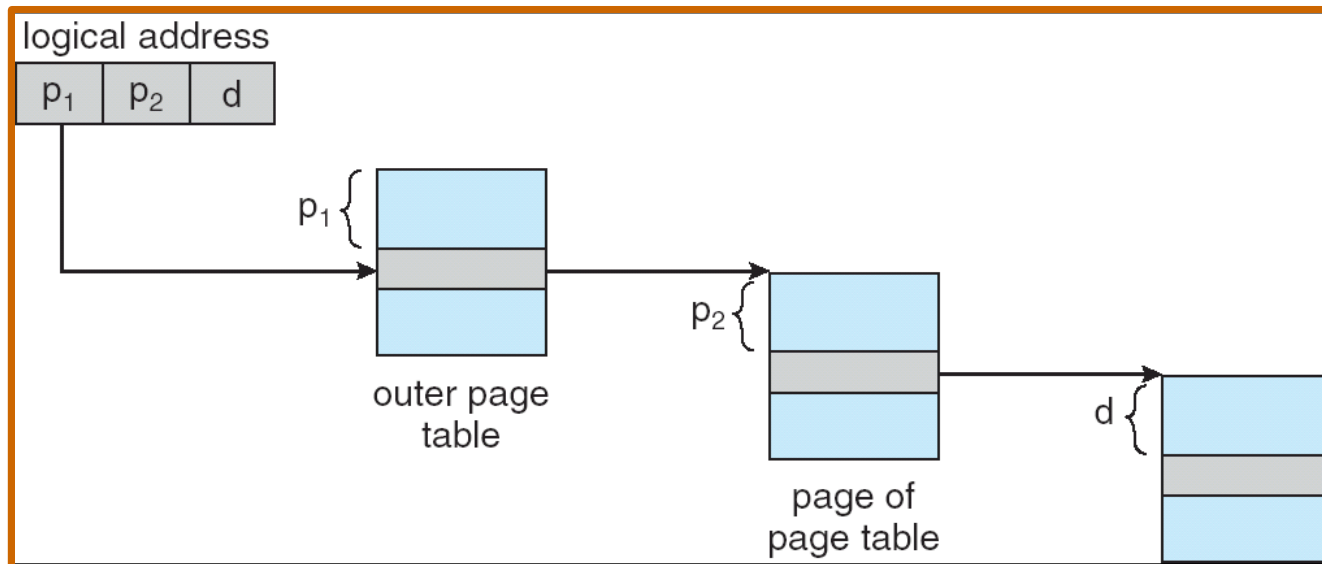 logical address
p₁ p₂ d
p₁
outer page
table
p₂
page of
page table
d